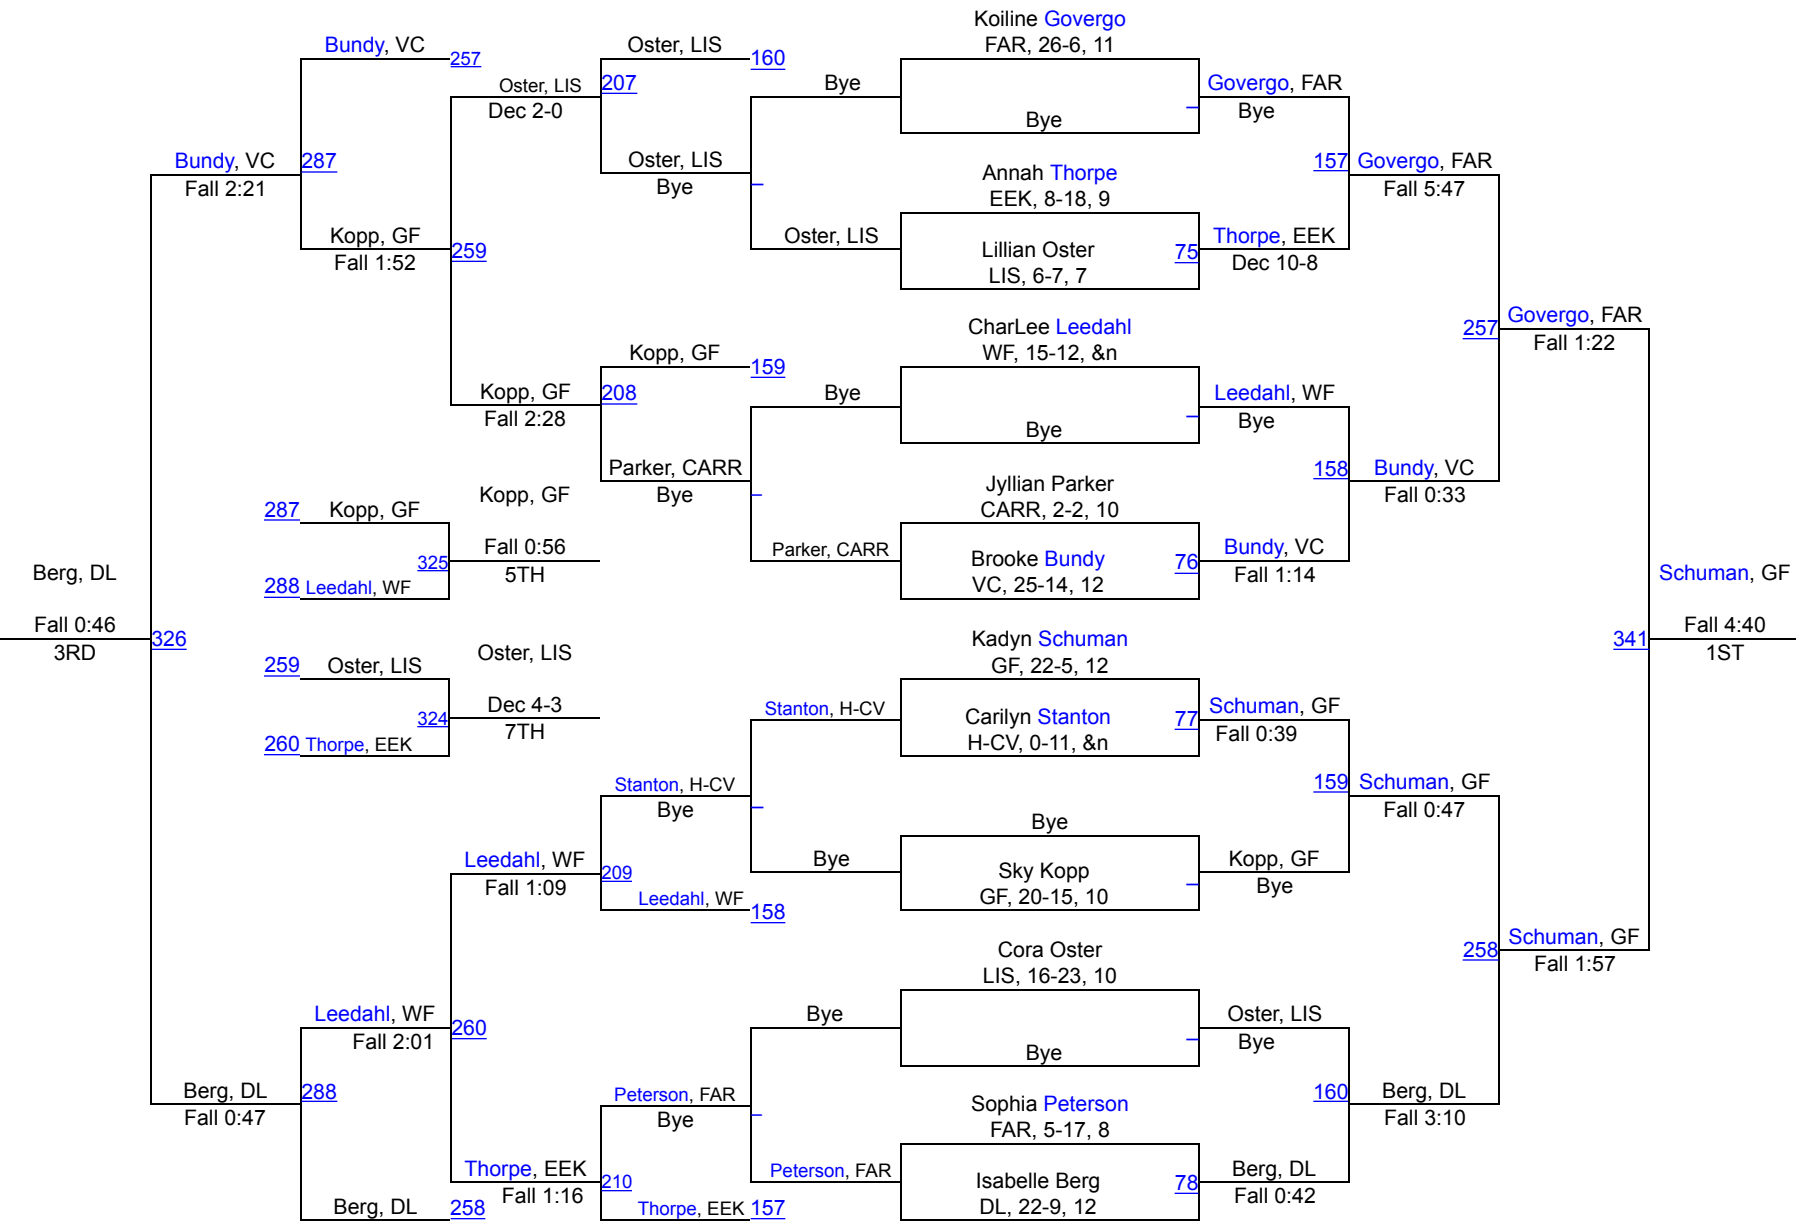 Koiline Govergo
FAR, 26-6, 11
Bundy, VC
257
Oster, LIS
160
Oster, LIS
Dec 2-0
207
Bye
Govergo, FAR
Bye
Bye
Bundy, VC
Fall 2:21
287
Oster, LIS
Bye
Annah Thorpe
EEK, 8-18, 9
157
Govergo, FAR
Fall 5:47
Kopp, GF
Fall 1:52
259
Oster, LIS
Lillian Oster
LIS, 6-7, 7
75
Thorpe, EEK
Dec 10-8
CharLee Leedahl
WF, 15-12, &n
257
Govergo, FAR
Fall 1:22
Kopp, GF
159
Kopp, GF
Fall 2:28
208
Bye
Leedahl, WF
Bye
Bye
Parker, CARR
Bye
158
Bundy, VC
Fall 0:33
Jyllian Parker
CARR, 2-2, 10
287
Kopp, GF
Kopp, GF
Fall 0:56
5TH
325
288
Leedahl, WF
Parker, CARR
Brooke Bundy
VC, 25-14, 12
76
Bundy, VC
Fall 1:14
Berg, DL
Fall 0:46
3RD
326
Schuman, GF
Fall 4:40
1ST
341
Kadyn Schuman
GF, 22-5, 12
259
Oster, LIS
Oster, LIS
Dec 4-3
7TH
324
260
Thorpe, EEK
Stanton, H-CV
Carilyn Stanton
H-CV, 0-11, &n
77
Schuman, GF
Fall 0:39
Stanton, H-CV
Bye
159
Schuman, GF
Fall 0:47
Bye
Leedahl, WF
Fall 1:09
209
Bye
Sky Kopp
GF, 20-15, 10
Kopp, GF
Bye
Leedahl, WF
158
Cora Oster
LIS, 16-23, 10
258
Schuman, GF
Fall 1:57
Leedahl, WF
Fall 2:01
260
Bye
Bye
Oster, LIS
Bye
Berg, DL
Fall 0:47
288
Peterson, FAR
Bye
Sophia Peterson
FAR, 5-17, 8
160
Berg, DL
Fall 3:10
Thorpe, EEK
Fall 1:16
210
Peterson, FAR
Isabelle Berg
DL, 22-9, 12
78
Berg, DL
Fall 0:42
Berg, DL
258
Thorpe, EEK
157